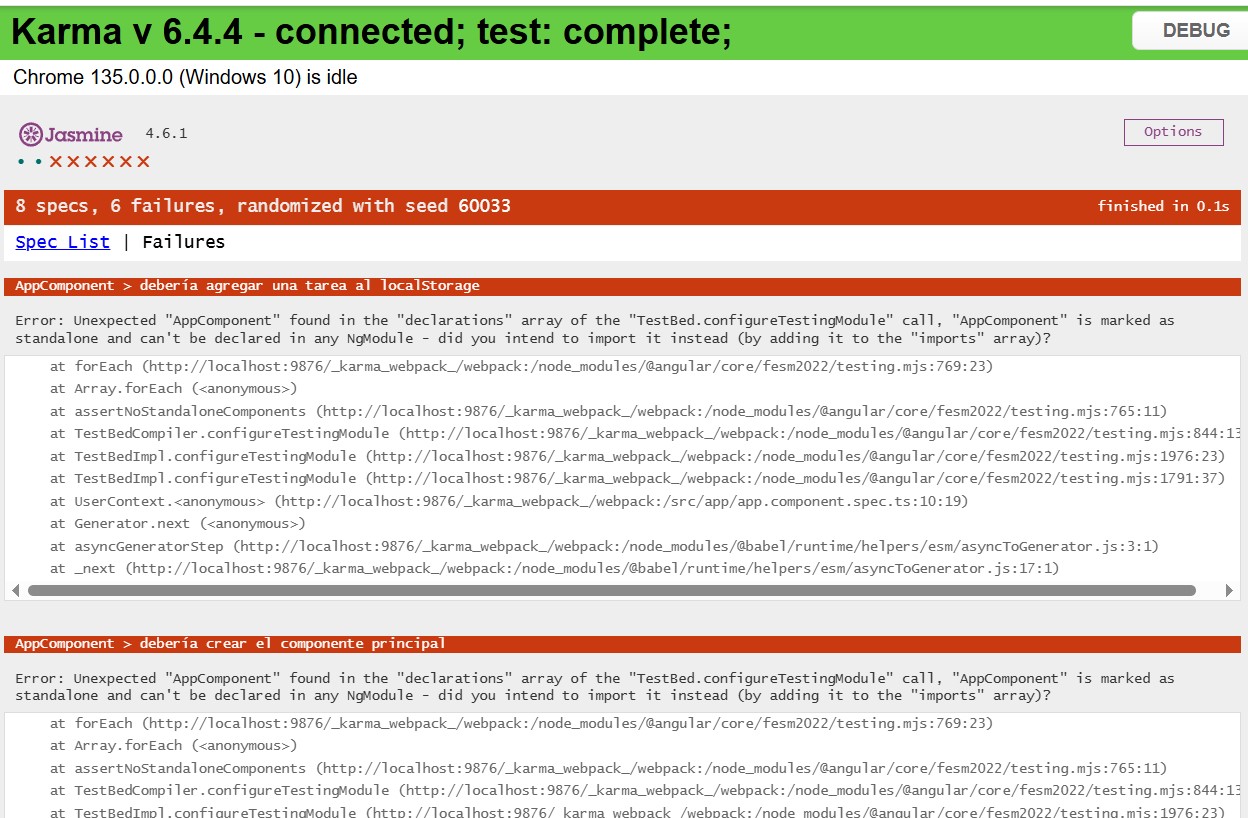 Karma v 6.4.4 - connected; test: complete;
DEBUG
Chrome 135.0.0.0 (Windows 10) is idle
Jasmine 4.6.1
Options
• • X X X X X X
8 specs, 6 failures, randomized with seed 60033
finished in 0.1s
Spec List | Failures
AppComponent > debería agregar una tarea al localStorage
Error: Unexpected "AppComponent" found in the "declarations" array of the "TestBed.configureTestingModule" call, "AppComponent" is marked as
standalone and can't be declared in any NgModule - did you intend to import it instead (by adding it to the "imports" array)?
at forEach (http://localhost:9876/_karma_webpack_/webpack:/node_modules/@angular/core/fesm2022/testing.mjs:769:23)
at Array.forEach (<anonymous>)
at assertNoStandaloneComponents (http://localhost:9876/_karma_webpack_/webpack:/node_modules/@angular/core/fesm2022/testing.mjs:765:11)
at TestBedCompiler.configureTestingModule (http://localhost:9876/_karma_webpack_/webpack:/node_modules/@angular/core/fesm2022/testing.mjs:844:13
at TestBedImpl.configureTestingModule (http://localhost:9876/_karma_webpack_/webpack:/node_modules/@angular/core/fesm2022/testing.mjs:1976:23)
at TestBedImpl.configureTestingModule (http://localhost:9876/_karma_webpack_/webpack:/node_modules/@angular/core/fesm2022/testing.mjs:1791:37)
at UserContext.<anonymous> (http://localhost:9876/_karma_webpack_/webpack:/src/app/app.component.spec.ts:10:19)
at Generator.next (<anonymous>)
at asyncGeneratorStep (http://localhost:9876/_karma_webpack_/webpack:/node_modules/@babel/runtime/helpers/esm/asyncToGenerator.js:3:1)
at _next (http://localhost:9876/_karma_webpack_/webpack:/node_modules/@babel/runtime/helpers/esm/asyncToGenerator.js:17:1)
AppComponent > debería crear el componente principal
Error: Unexpected "AppComponent" found in the "declarations" array of the "TestBed.configureTestingModule" call, "AppComponent" is marked as
standalone and can't be declared in any NgModule - did you intend to import it instead (by adding it to the "imports" array)?
at forEach (http://localhost:9876/_karma_webpack_/webpack:/node_modules/@angular/core/fesm2022/testing.mjs:769:23)
at Array.forEach (<anonymous>)
at assertNoStandaloneComponents (http://localhost:9876/_karma_webpack_/webpack:/node_modules/@angular/core/fesm2022/testing.mjs:765:11)
at TestBedCompiler.configureTestingModule (http://localhost:9876/_karma_webpack_/webpack:/node_modules/@angular/core/fesm2022/testing.mjs:844:13
at TestBedImpl.configureTestingModule (http://localhost:9876/_karma_webpack_/webpack:/node_modules/@angular/core/fesm2022/testing.mjs:1976:23)